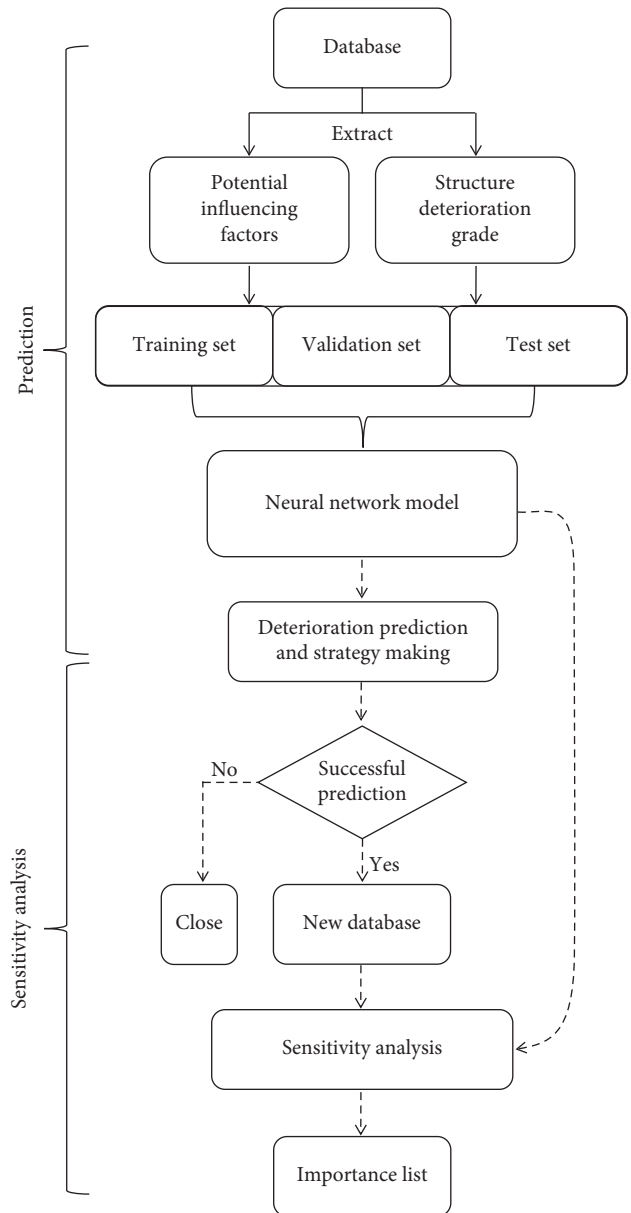 Database
Extract
Potential
influencing
factors
Structure
deterioration
grade
Training set
Validation set
Test set
Prediction
Neural network model
Deterioration prediction
and strategy making
Successful
prediction
No
Yes
Close
New database
Sensitivity analysis
Sensitivity analysis
Importance list